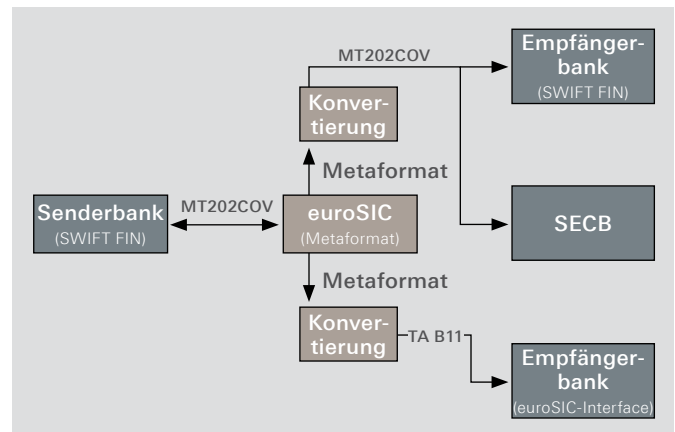 MT202COV
Empfänger-
bank
(SWIFT FIN)
Konver-
tierung
Metaformat
Senderbank
(SWIFT FIN)
MT202COV
euroSIC
(Metaformat)
SECB
Metaformat
Konver-
tierung
TA B11
Empfänger-
bank
(euroSIC-Interface)